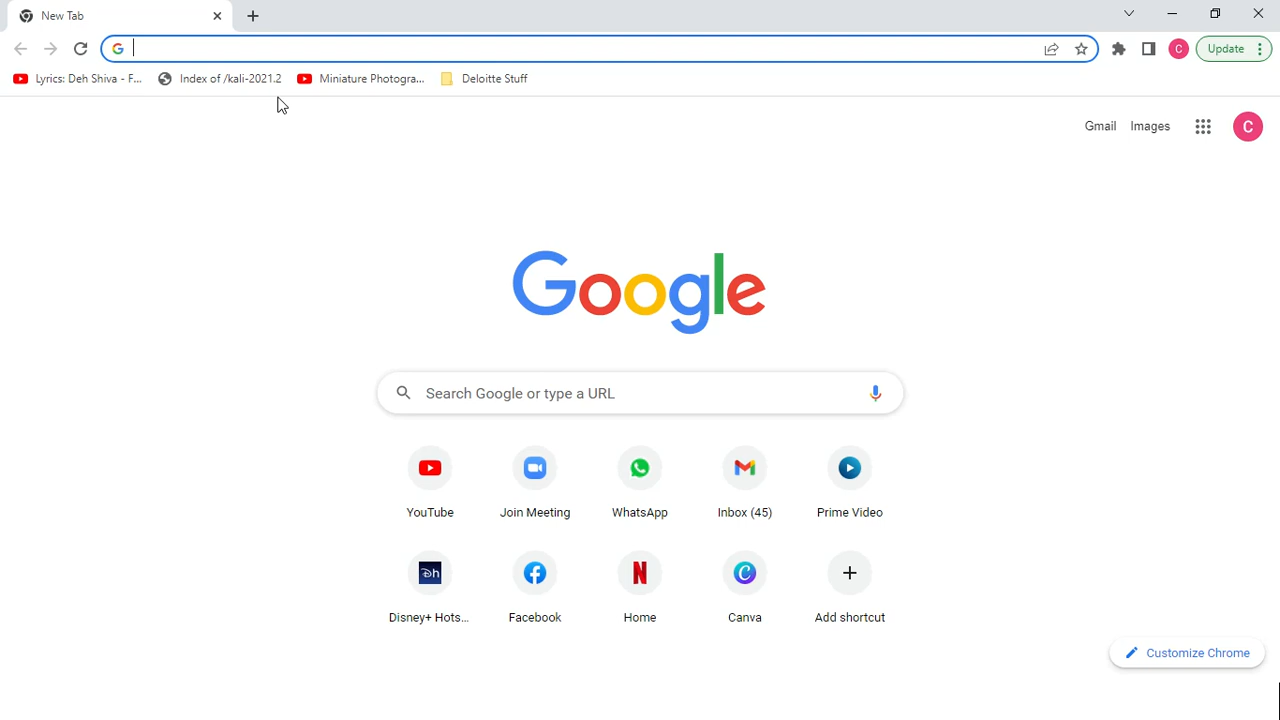 New Tab
Update
Lyrics: Deh Shiva - F... Index of /kali-2021.2 Miniature Photogra... Deloitte Stuff
Gmail Images C
Google
Search Google or type a URL
YouTube Join Meeting WhatsApp Inbox (45) Prime Video
Disney+ Hots... Facebook Home Canva Add shortcut
Customize Chrome